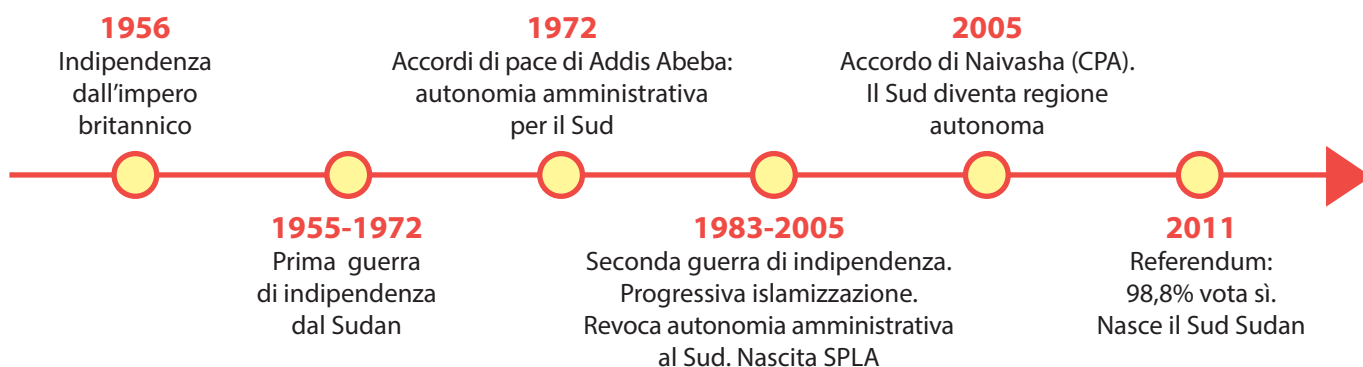 1956
Indipendenza
dall'impero
britannico
1955-1972
Prima guerra
di indipendenza
dal Sudan
1972
Accordi di pace di Addis Abeba:
autonomia amministrativa
per il Sud
1983-2005
Seconda guerra di indipendenza.
Progressiva islamizzazione.
Revoca autonomia amministrativa
al Sud. Nascita SPLA
2005
Accordo di Naivasha (CPA).
Il Sud diventa regione
autonoma
2011
Referendum:
98,8% vota sì.
Nasce il Sud Sudan